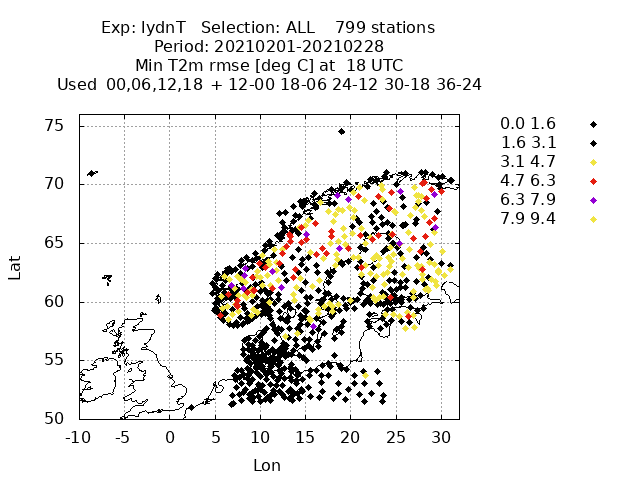 Exp: lydnT   Selection: ALL    799 stations
Period: 20210201-20210228
Min T2m rmse [deg C] at  18 UTC
Used  00,06,12,18  + 12-00 18-06 24-12 30-18 36-24
0.0 1.6
1.6 3.1
3.1 4.7
4.7 6.3
6.3 7.9
7.9 9.4
75
70
65
60
55
50
Lat
-10 -5 0 5 10 15 20 25 30
Lon